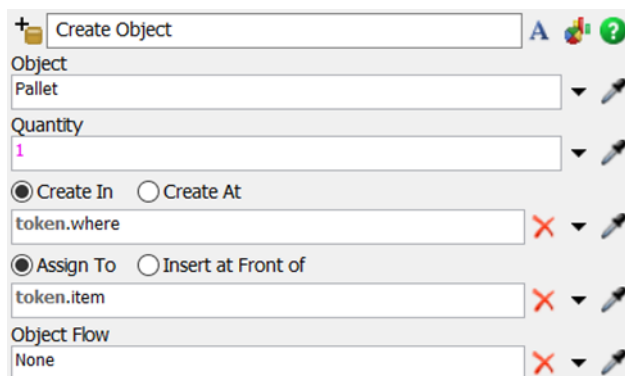 Create Object
A
?
Object
Pallet
Quantity
1
Create In Create At
token.where
Assign To Insert at Front of
token.item
Object Flow
None